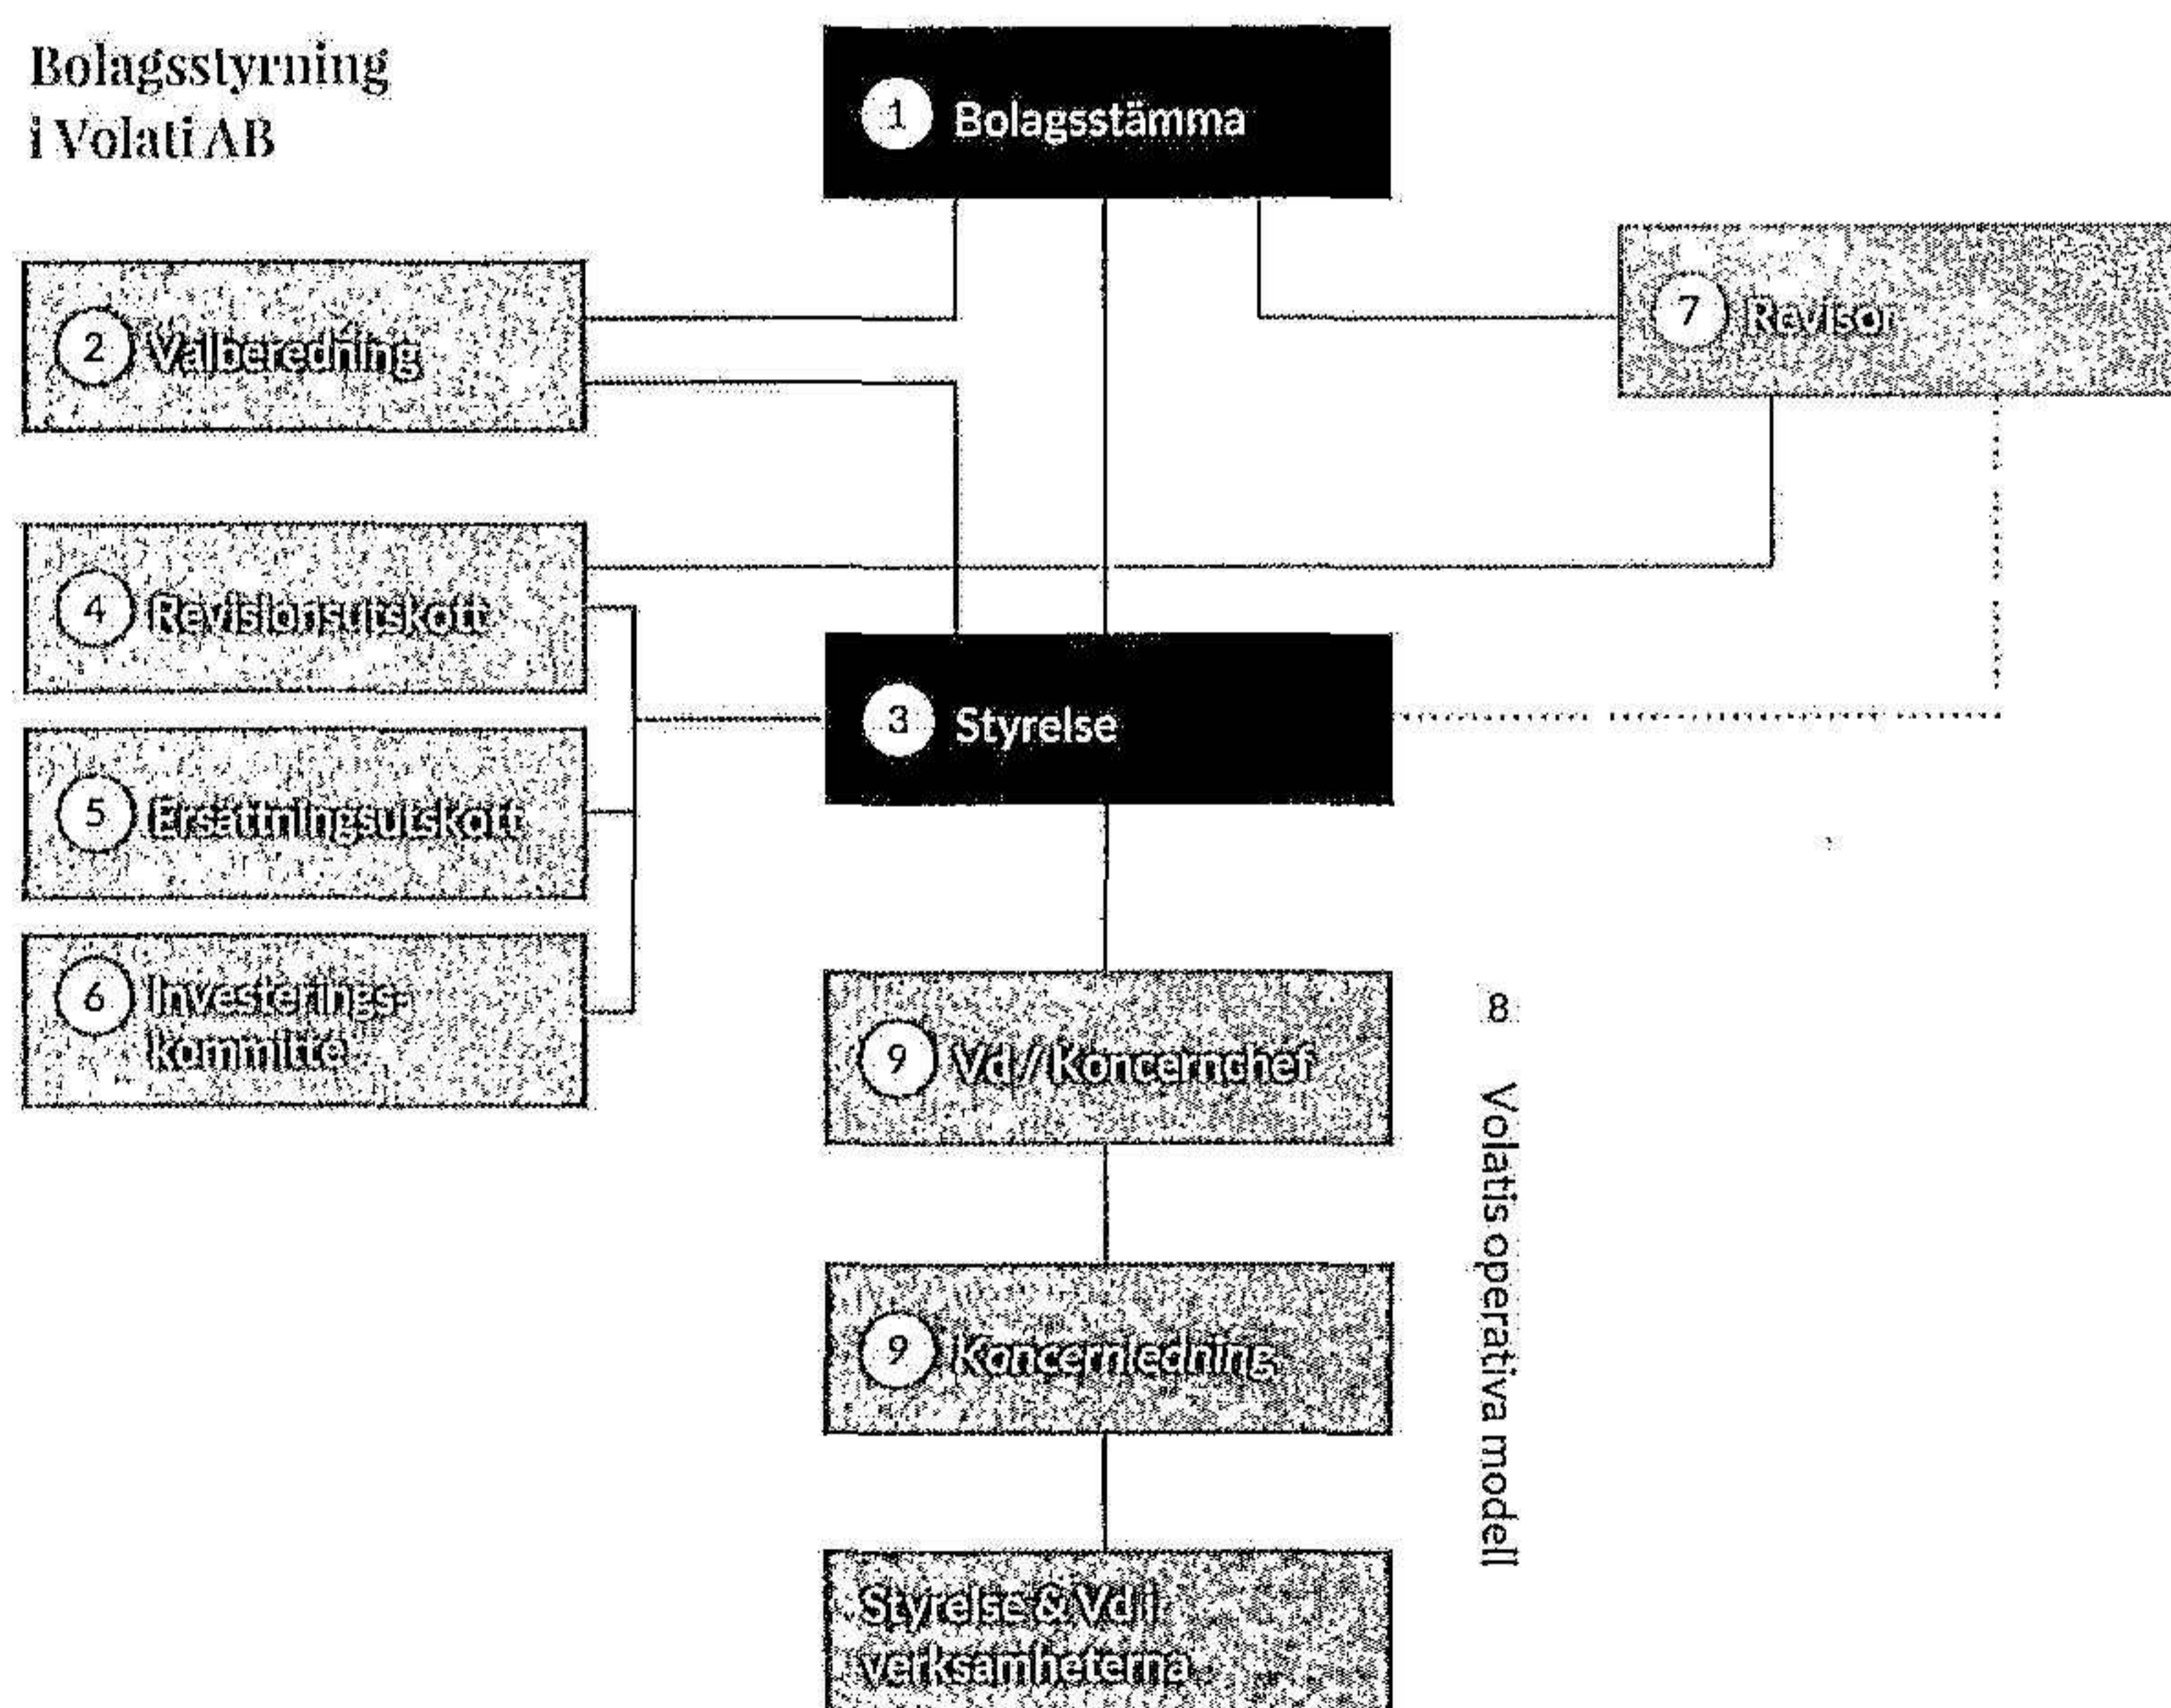 Bolagsstyrning
i Volati AB
1 Bolagsstämma
2 Valberedning
7 Revisor
4 Revisionsutskott
3 Styrelse
5 Ersättningsutskott
6 Investerings-
kommitté
9 Vd / Koncernchef
9 Koncernledning
Styrelse & Vd i
verksamheterna
8 Volatis operativa modell